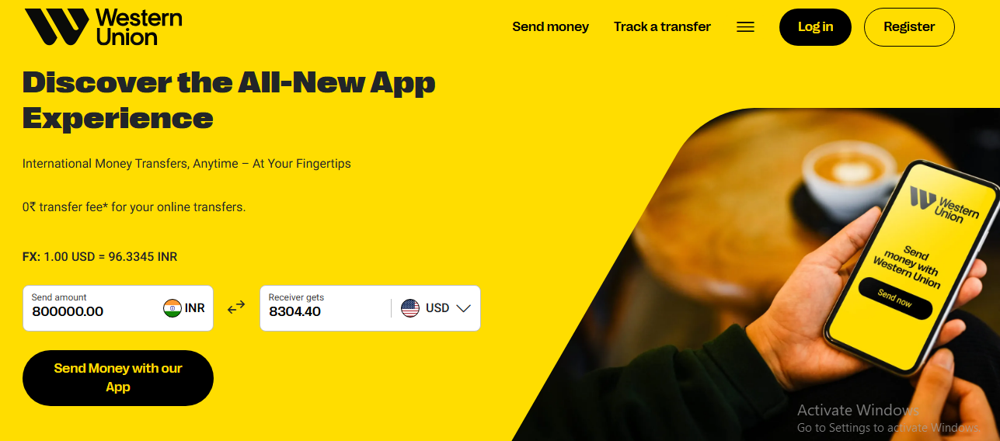 Western
Union
Send money
Track a transfer
Log in
Register
Discover the All-New App
Experience
International Money Transfers, Anytime – At Your Fingertips
0₹ transfer fee* for your online transfers.
FX: 1.00 USD = 96.3345 INR
Send amount
800000.00
INR
Receiver gets
8304.40
USD
Send Money with our
App
Western
Union
Send
money with
Western Union
Send now
Activate Windows
Go to Settings to activate Windows.